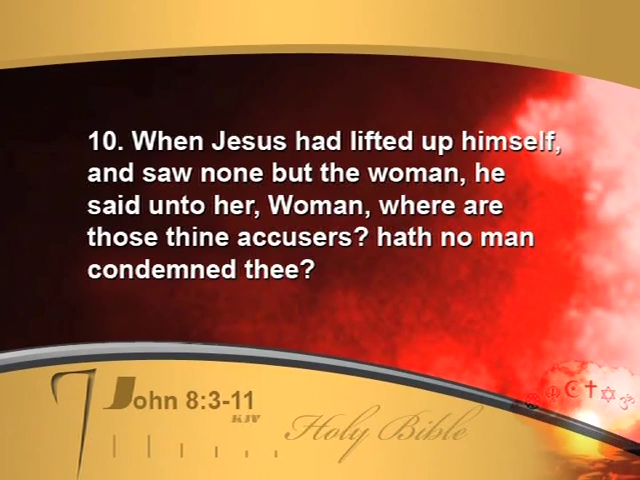 10. When Jesus had lifted up himself,
and saw none but the woman, he
said unto her, Woman, where are
those thine accusers? hath no man
condemned thee?
John 8:3-11
KJV
Holy Bible